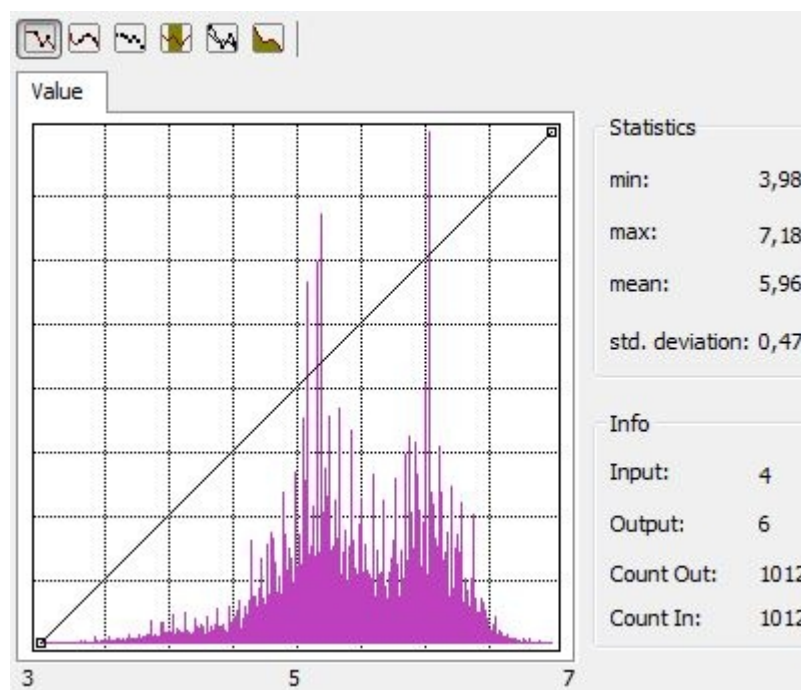 Value
Statistics
min: 3,98
max: 7,18
mean: 5,96
std. deviation: 0,47
Info
Input: 4
Output: 6
Count Out: 1012
Count In: 1012
3 5 7